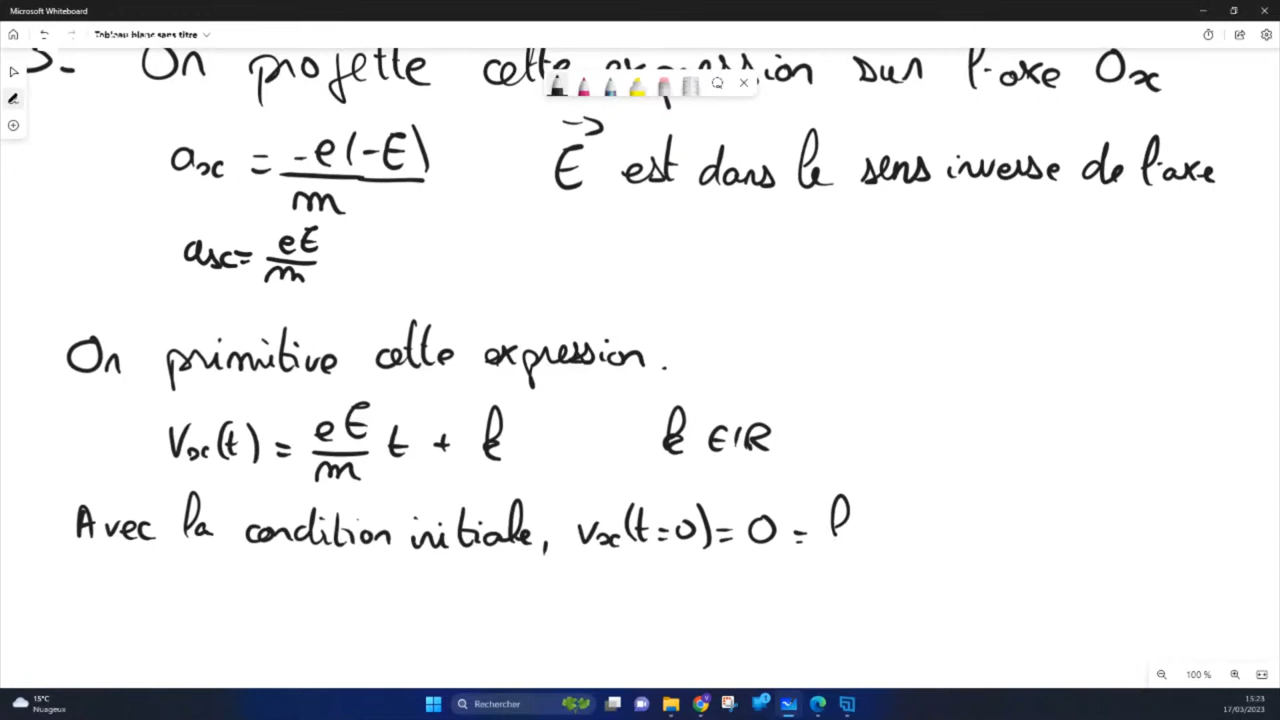 Microsoft Whiteboard
Tableau blanc sans titre
3- On projette cette expression sur l'axe Ox
ax = -e(-E)/m E⃗ est dans le sens inverse de l'axe
ax = eE/m
On primitive cette expression.
Vx(t) = eE/m t + k k ∈ IR
Avec la condition initiale, vx(t=0) = 0 =
100 %
15°C
Nuageux
Rechercher
15:23
17/03/2023